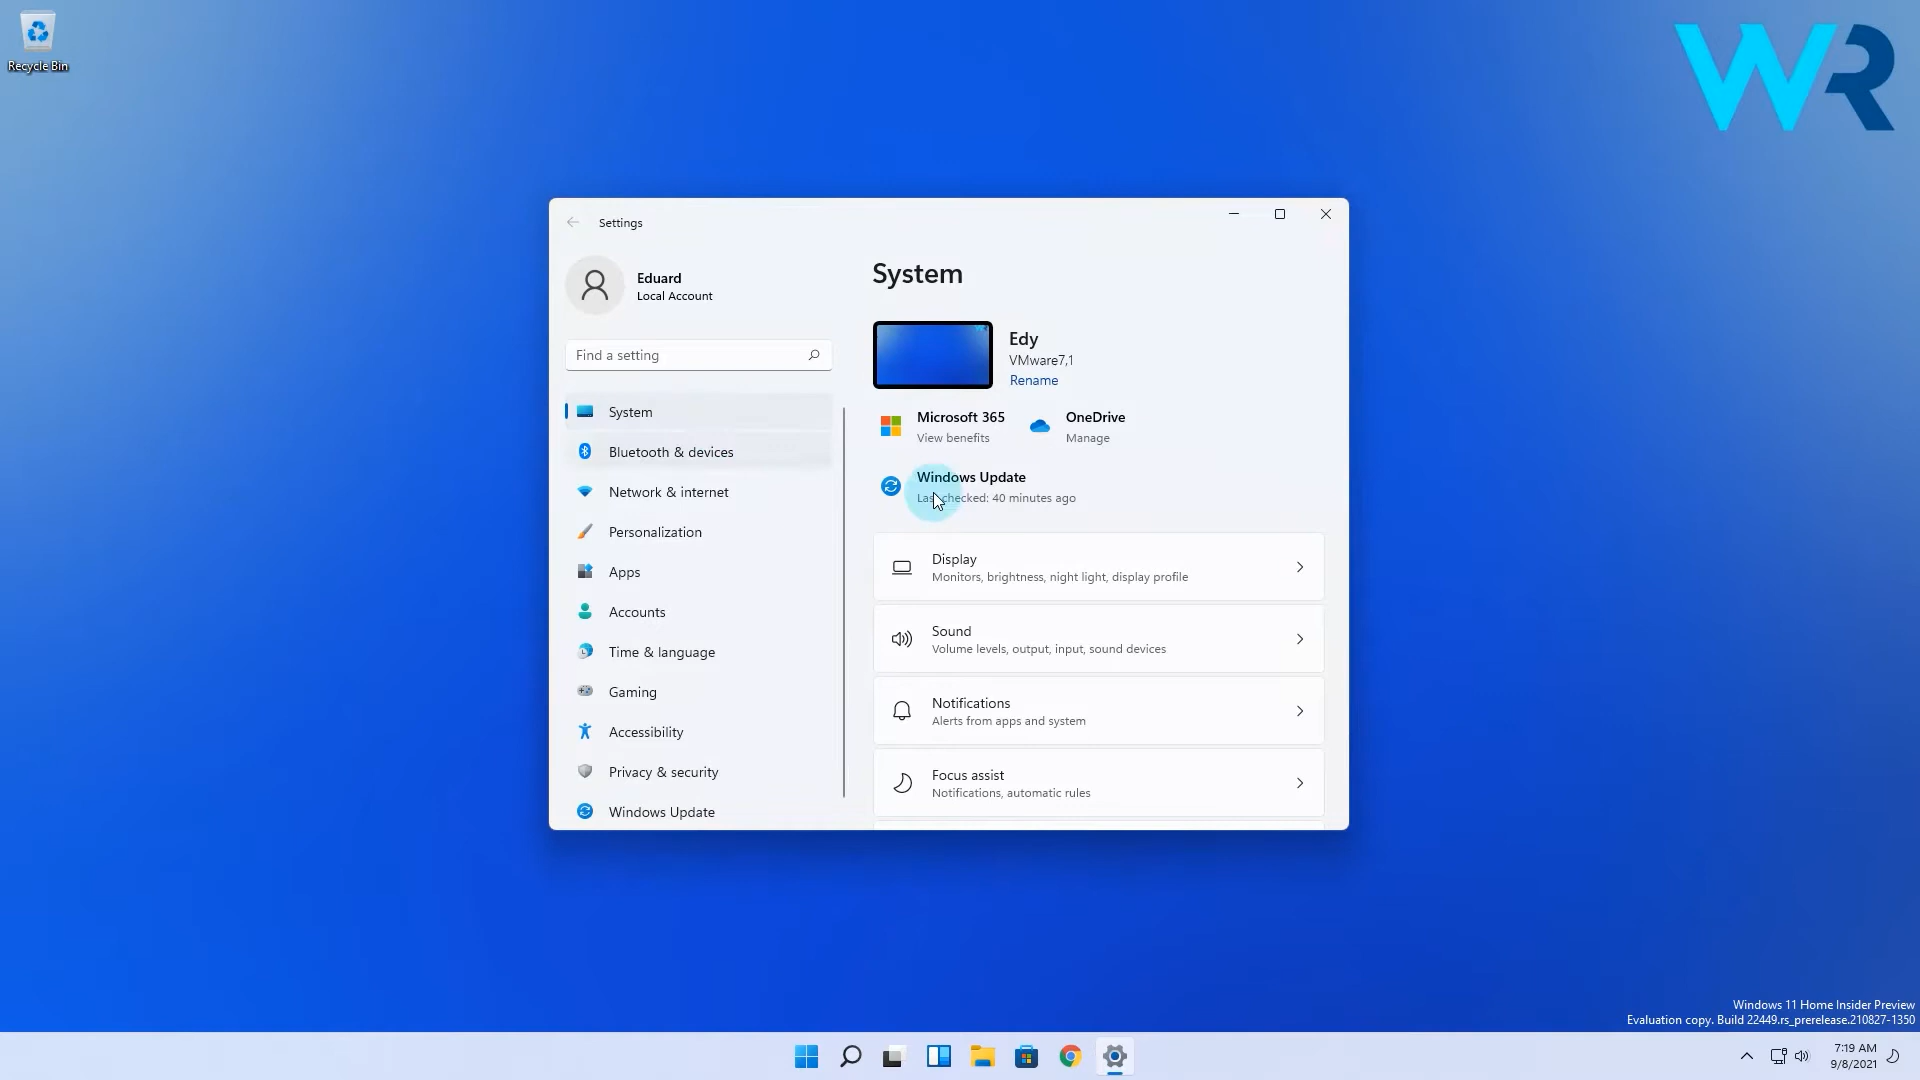 Recycle Bin
WR
Settings
Eduard
Local Account
Find a setting
System
Bluetooth & devices
Network & internet
Personalization
Apps
Accounts
Time & language
Gaming
Accessibility
Privacy & security
Windows Update
System
Edy
VMware7,1
Rename
Microsoft 365
View benefits
OneDrive
Manage
Windows Update
Last checked: 40 minutes ago
Display
Monitors, brightness, night light, display profile
Sound
Volume levels, output, input, sound devices
Notifications
Alerts from apps and system
Focus assist
Notifications, automatic rules
Windows 11 Home Insider Preview
Evaluation copy. Build 22449.rs_prerelease.210827-1350
7:19 AM
9/8/2021